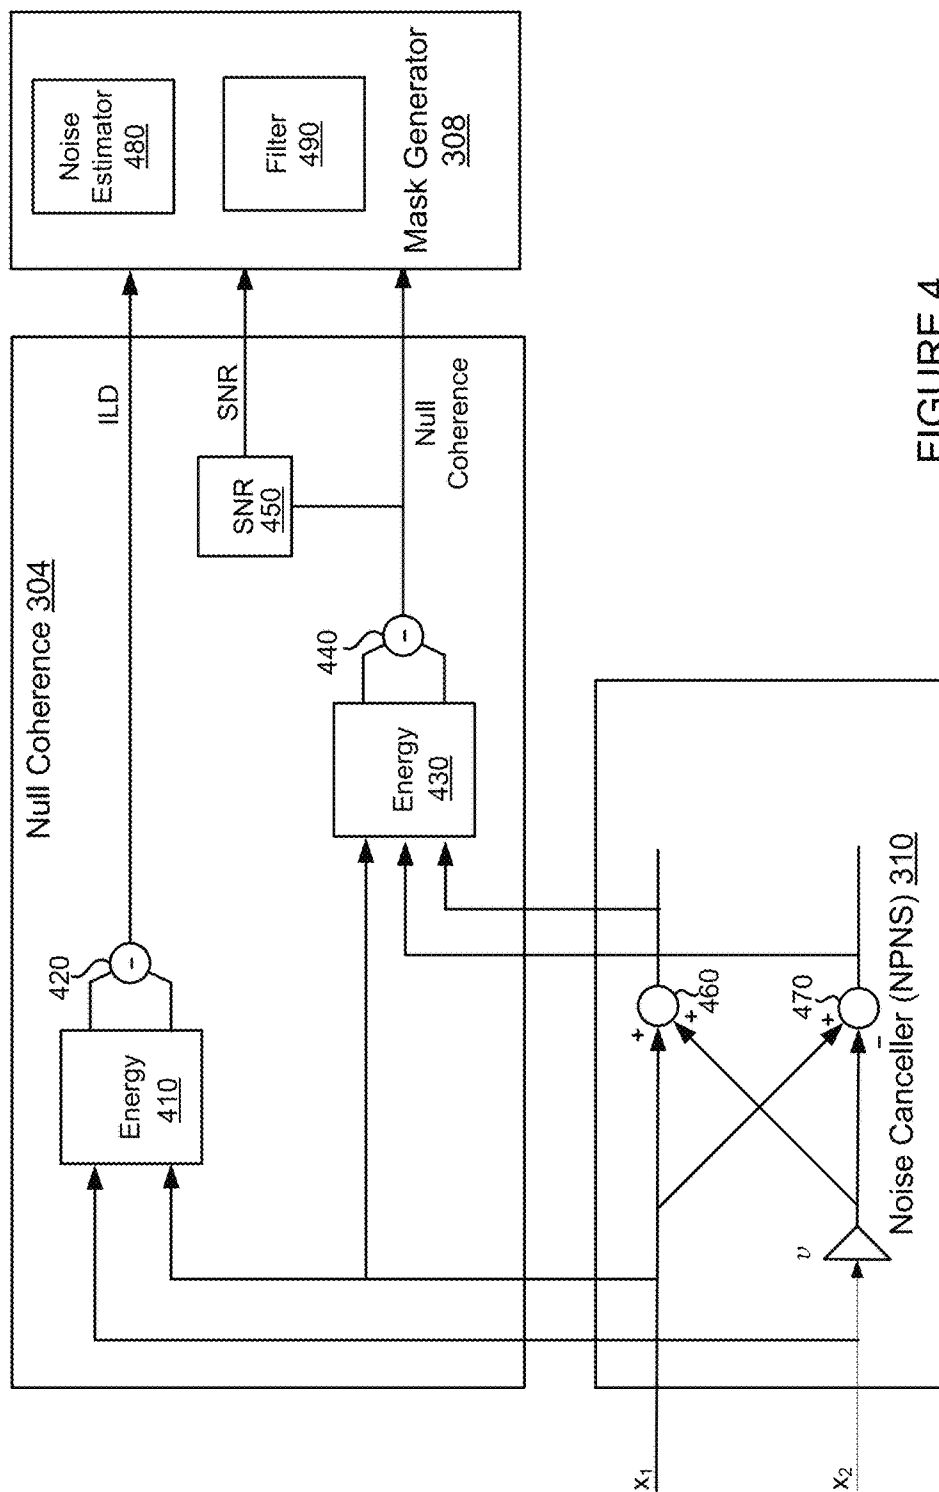 Null Coherence 304
Energy
410
420
ILD
SNR
450
SNR
Energy
430
440
Null
Coherence
Noise
Estimator
480
Filter
490
Mask Generator
308
x₁
x₂
υ
+
+
460
+
−
470
Noise Canceller (NPNS) 310
−
−
FIGURE 4